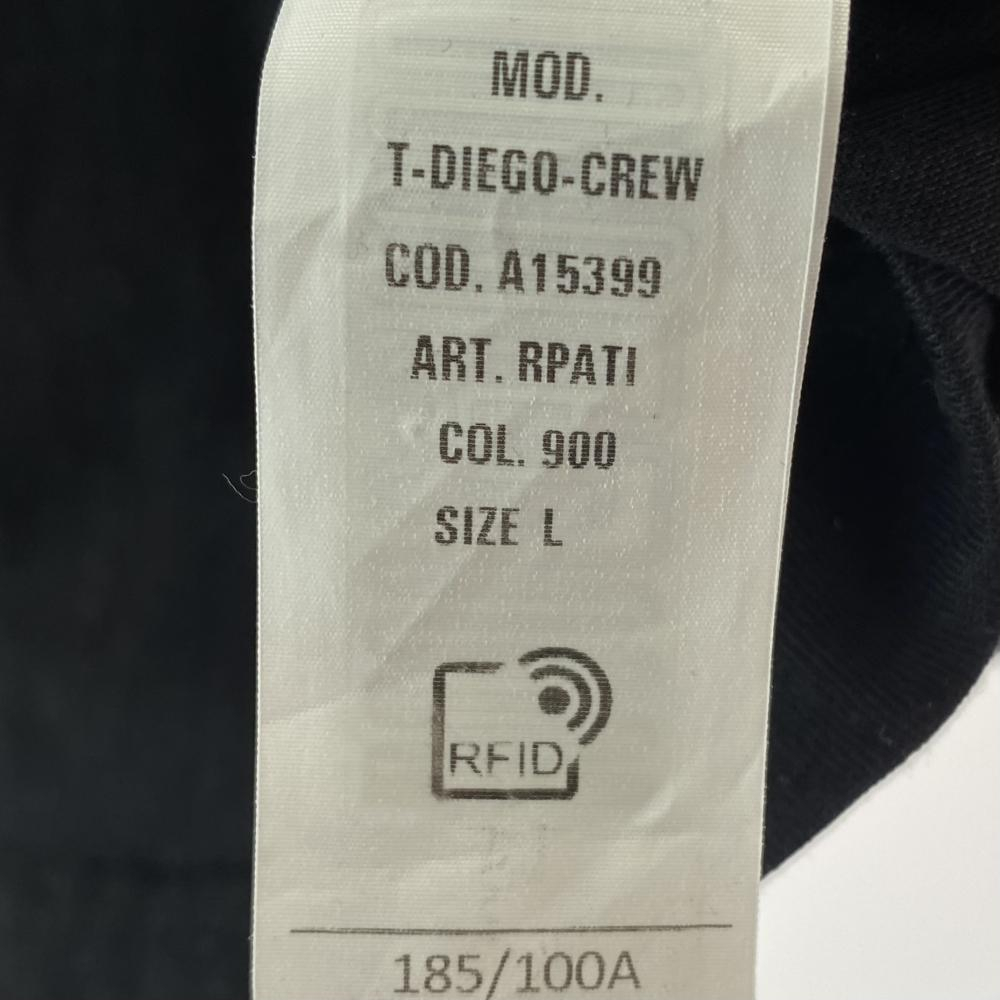 MOD.
T-DIEGO-CREW
COD. A15399
ART. RPATI
COL. 900
SIZE L
RFID
185/100A